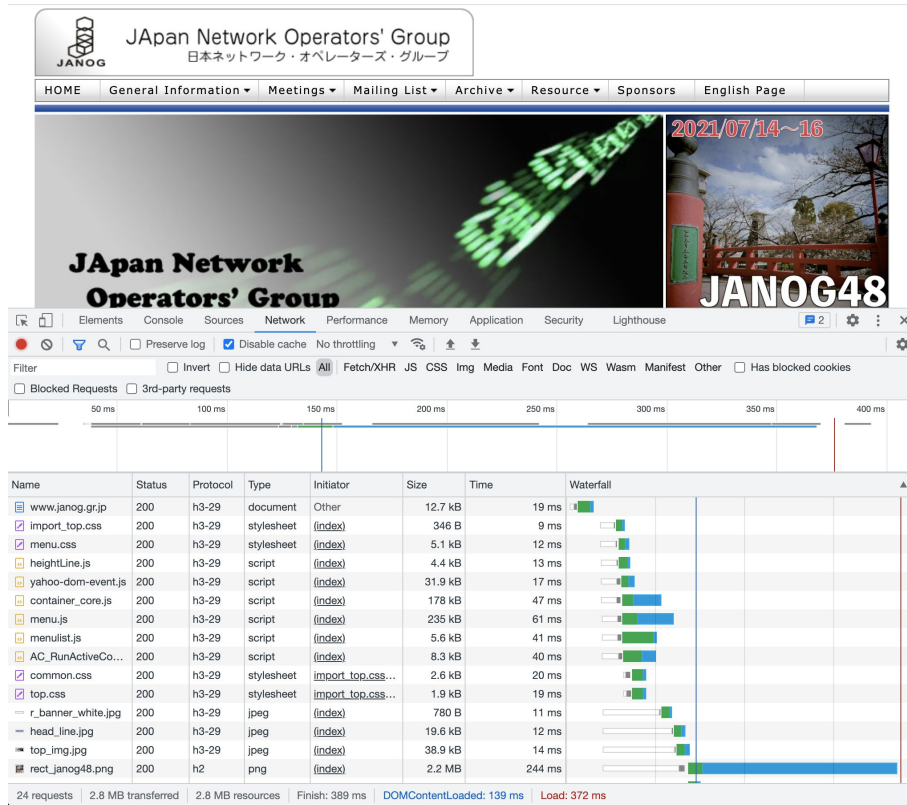 JAPan Network Operators' Group
日本ネットワーク・オペレーターズ・グループ
JANOG
HOME General Information ▾ Meetings ▾ Mailing List ▾ Archive ▾ Resource ▾ Sponsors English Page
2021/07/14～16
JApan Network
Operators' Group
JANOG48
Elements Console Sources Network Performance Memory Application Security Lighthouse 2
Preserve log Disable cache No throttling ▾
Filter Invert Hide data URLs All Fetch/XHR JS CSS Img Media Font Doc WS Wasm Manifest Other Has blocked cookies
Blocked Requests 3rd-party requests
50 ms 100 ms 150 ms 200 ms 250 ms 300 ms 350 ms 400 ms
Name Status Protocol Type Initiator Size Time Waterfall
www.janog.gr.jp 200 h3-29 document Other 12.7 kB 19 ms
import_top.css 200 h3-29 stylesheet (index) 346 B 9 ms
menu.css 200 h3-29 stylesheet (index) 5.1 kB 12 ms
heightLine.js 200 h3-29 script (index) 4.4 kB 13 ms
yahoo-dom-event.js 200 h3-29 script (index) 31.9 kB 17 ms
container_core.js 200 h3-29 script (index) 178 kB 47 ms
menu.js 200 h3-29 script (index) 235 kB 61 ms
menulist.js 200 h3-29 script (index) 5.6 kB 41 ms
AC_RunActiveCo... 200 h3-29 script (index) 8.3 kB 40 ms
common.css 200 h3-29 stylesheet import_top.css... 2.6 kB 20 ms
top.css 200 h3-29 stylesheet import_top.css... 1.9 kB 19 ms
r_banner_white.jpg 200 h3-29 jpeg (index) 780 B 11 ms
head_line.jpg 200 h3-29 jpeg (index) 19.6 kB 12 ms
top_img.jpg 200 h3-29 jpeg (index) 38.9 kB 14 ms
rect_janog48.png 200 h2 png (index) 2.2 MB 244 ms
24 requests 2.8 MB transferred 2.8 MB resources Finish: 389 ms DOMContentLoaded: 139 ms Load: 372 ms